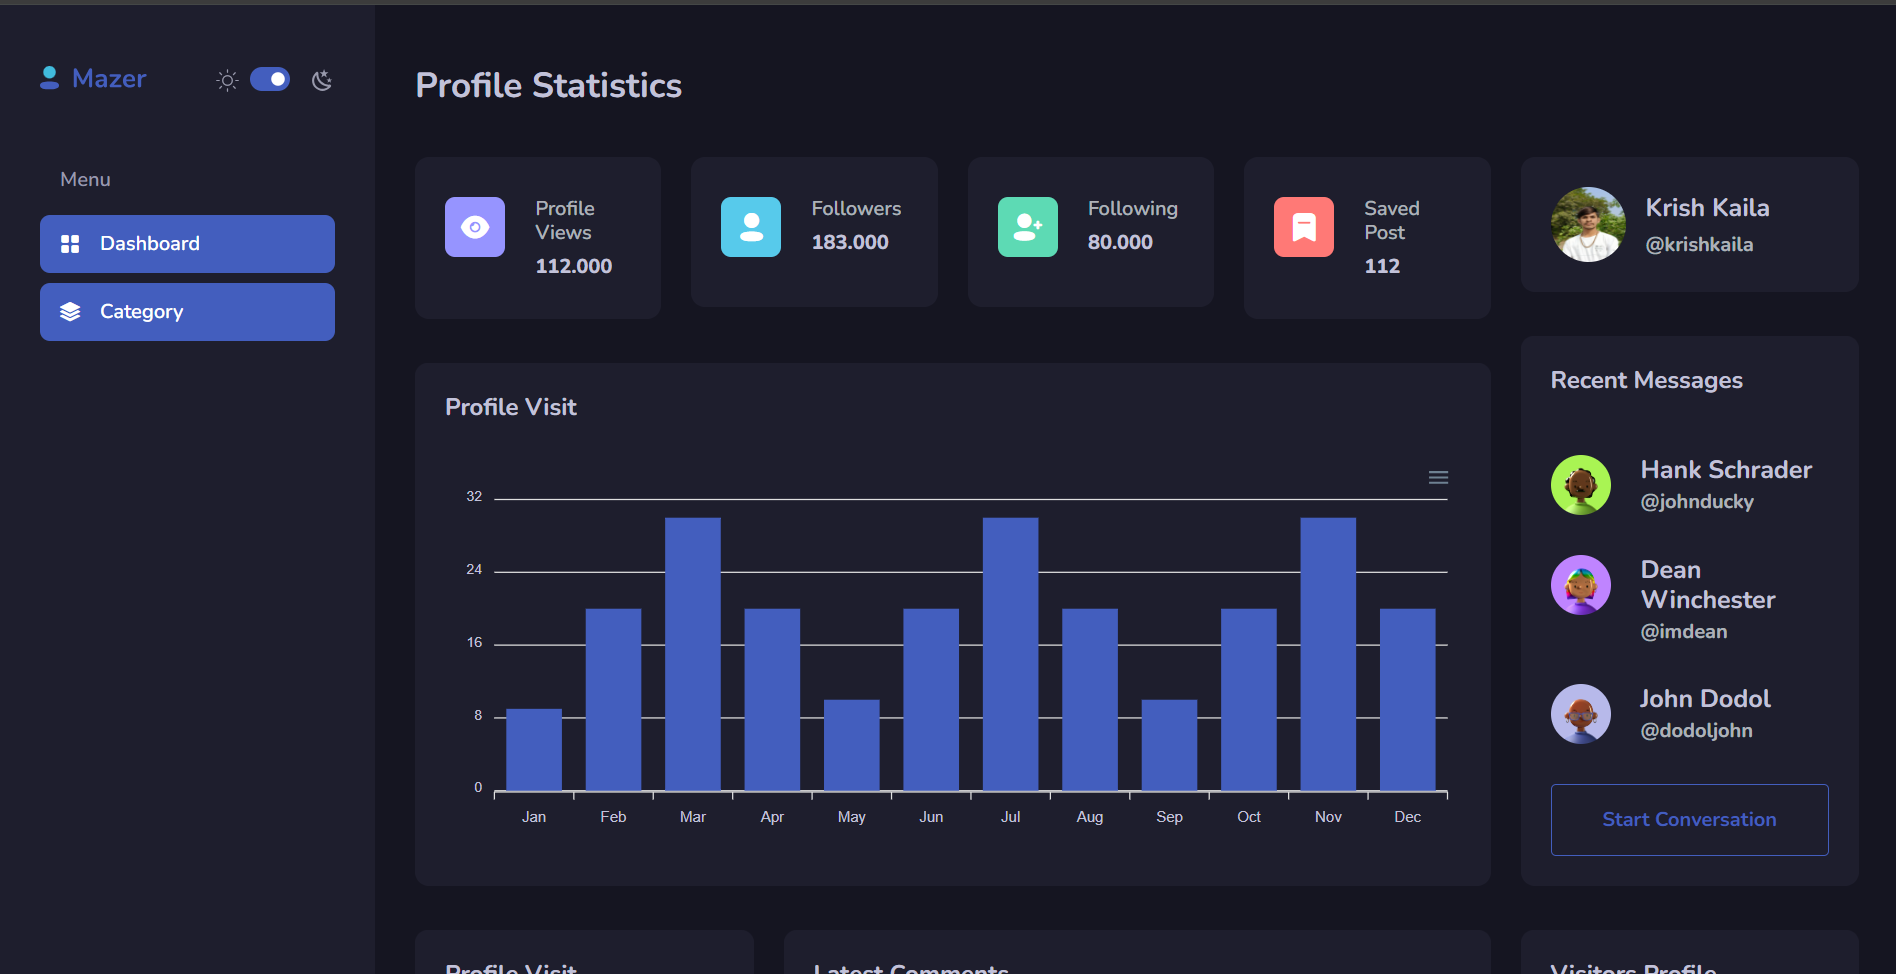 Mazer
Menu
Dashboard
Category
Profile Statistics
Profile
Views
112.000
Followers
183.000
Following
80.000
Saved
Post
112
Krish Kaila
@krishkaila
Profile Visit
32
24
16
8
0
Jan Feb Mar Apr May Jun Jul Aug Sep Oct Nov Dec
Recent Messages
Hank Schrader
@johnducky
Dean
Winchester
@imdean
John Dodol
@dodoljohn
Start Conversation
Profile Visit
Latest Comments
Visitors Profile